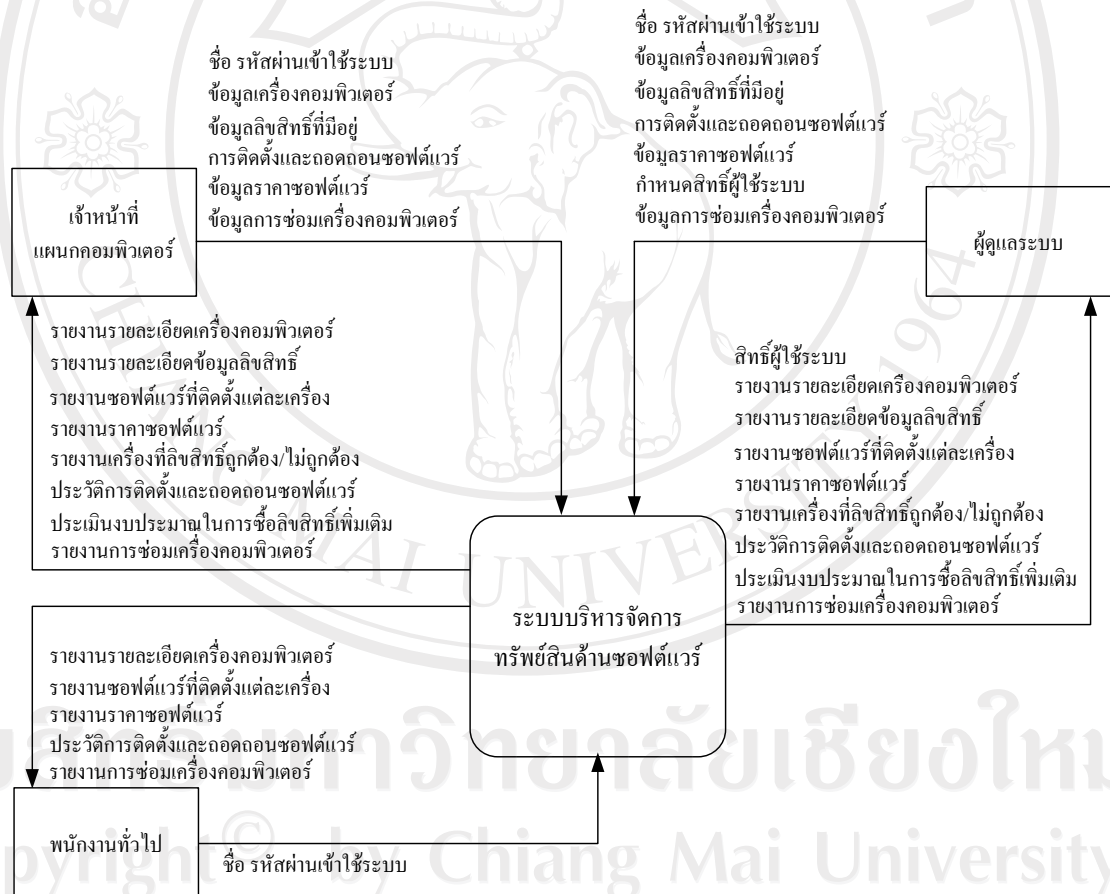 ชื่อ รหัสผ่านเข้าใช้ระบบ
ข้อมูลเครื่องคอมพิวเตอร์
ข้อมูลลิขสิทธิ์ที่มีอยู่
การติดตั้งและถอดถอนซอฟต์แวร์
ข้อมูลราคาซอฟต์แวร์
ข้อมูลการซ่อมเครื่องคอมพิวเตอร์
ชื่อ รหัสผ่านเข้าใช้ระบบ
ข้อมูลเครื่องคอมพิวเตอร์
ข้อมูลลิขสิทธิ์ที่มีอยู่
การติดตั้งและถอดถอนซอฟต์แวร์
ข้อมูลราคาซอฟต์แวร์
กำหนดสิทธิ์ผู้ใช้ระบบ
ข้อมูลการซ่อมเครื่องคอมพิวเตอร์
เจ้าหน้าที่
แผนกคอมพิวเตอร์
ผู้ดูแลระบบ
รายงานรายละเอียดเครื่องคอมพิวเตอร์
รายงานรายละเอียดข้อมูลลิขสิทธิ์
รายงานซอฟต์แวร์ที่ติดตั้งแต่ละเครื่อง
รายงานราคาซอฟต์แวร์
รายงานเครื่องที่ลิขสิทธิ์ถูกต้อง/ไม่ถูกต้อง
ประวัติการติดตั้งและถอดถอนซอฟต์แวร์
ประเมินงบประมาณในการซื้อลิขสิทธิ์เพิ่มเติม
รายงานการซ่อมเครื่องคอมพิวเตอร์
สิทธิ์ผู้ใช้ระบบ
รายงานรายละเอียดเครื่องคอมพิวเตอร์
รายงานรายละเอียดข้อมูลลิขสิทธิ์
รายงานซอฟต์แวร์ที่ติดตั้งแต่ละเครื่อง
รายงานราคาซอฟต์แวร์
รายงานเครื่องที่ลิขสิทธิ์ถูกต้อง/ไม่ถูกต้อง
ประวัติการติดตั้งและถอดถอนซอฟต์แวร์
ประเมินงบประมาณในการซื้อลิขสิทธิ์เพิ่มเติม
รายงานการซ่อมเครื่องคอมพิวเตอร์
ระบบบริหารจัดการ
ทรัพย์สินด้านซอฟต์แวร์
รายงานรายละเอียดเครื่องคอมพิวเตอร์
รายงานซอฟต์แวร์ที่ติดตั้งแต่ละเครื่อง
รายงานราคาซอฟต์แวร์
ประวัติการติดตั้งและถอดถอนซอฟต์แวร์
รายงานการซ่อมเครื่องคอมพิวเตอร์
พนักงานทั่วไป
ชื่อ รหัสผ่านเข้าใช้ระบบ
CHIANG MAI UNIVERSITY 1964
by Chiang Mai University